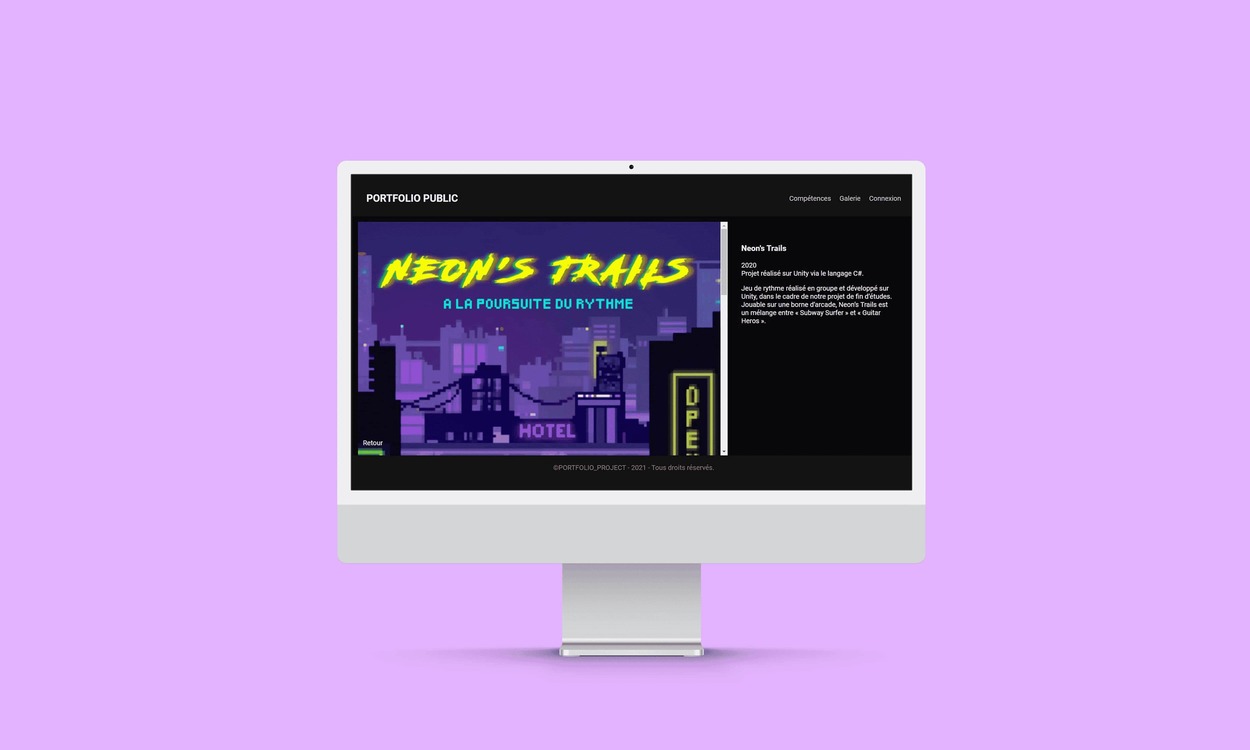 PORTFOLIO PUBLIC
Compétences Galerie Connexion
NEON'S TRAILS
A LA POURSUITE DU RYTHME
HOTEL
OPE
Retour
Neon's Trails
2020
Projet réalisé sur Unity via le langage C#.
Jeu de rythme réalisé en groupe et développé sur
Unity, dans le cadre de notre projet de fin d'études.
Jouable sur une borne d'arcade, Neon's Trails est
un mélange entre « Subway Surfer » et « Guitar
Heros ».
©PORTFOLIO_PROJECT - 2021 - Tous droits réservés.